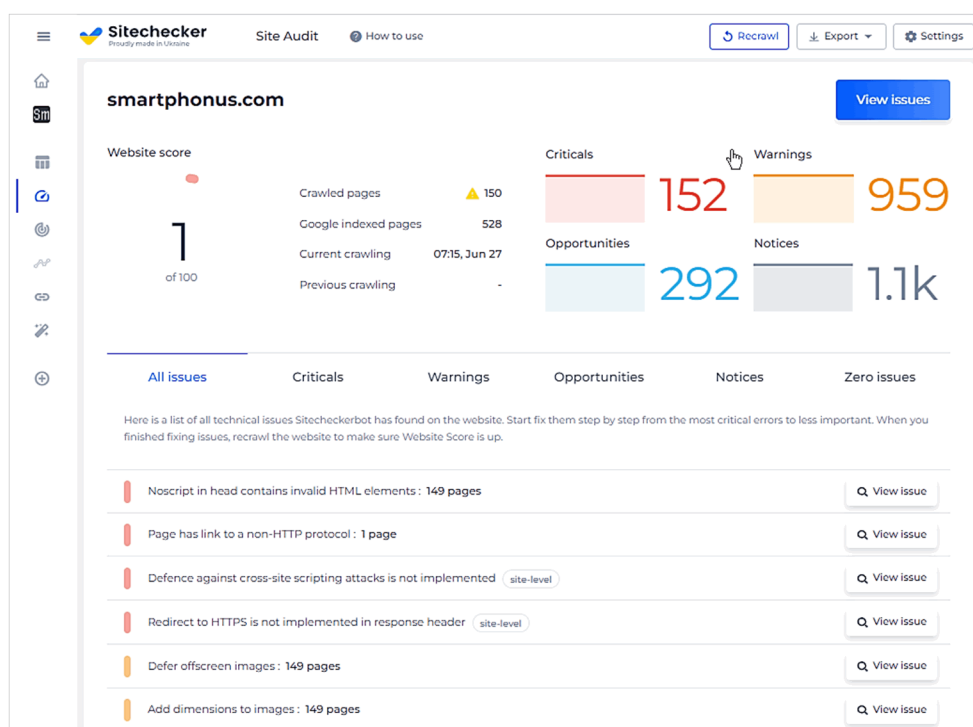 Sitechecker
Proudly made in Ukraine
Site Audit
How to use
Recrawl
Export
Settings
Sm
smartphonus.com
View issues
Website score
1
of 100
Crawled pages 150
Google indexed pages 528
Current crawling 07:15, Jun 27
Previous crawling -
Criticals
152
Warnings
959
Opportunities
292
Notices
1.1k
All issues
Criticals
Warnings
Opportunities
Notices
Zero issues
Here is a list of all technical issues Sitecheckerbot has found on the website. Start fix them step by step from the most critical errors to less important. When you
finished fixing issues, recrawl the website to make sure Website Score is up.
Noscript in head contains invalid HTML elements : 149 pages View issue
Page has link to a non-HTTP protocol : 1 page View issue
Defence against cross-site scripting attacks is not implemented site-level View issue
Redirect to HTTPS is not implemented in response header site-level View issue
Defer offscreen images : 149 pages View issue
Add dimensions to images : 149 pages View issue